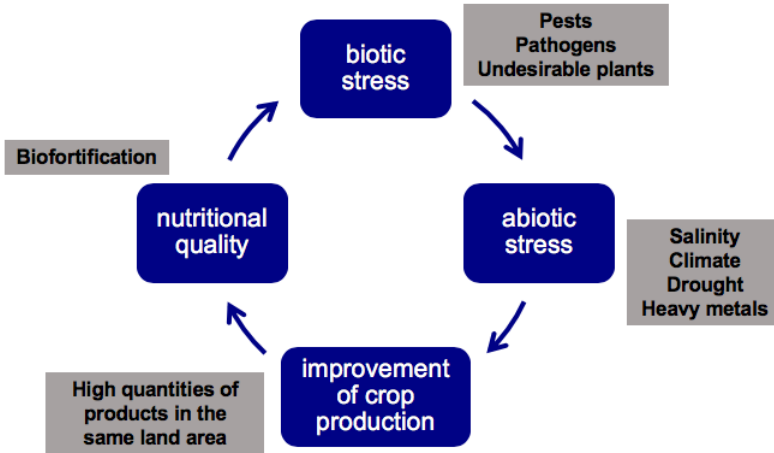 biotic
stress
Pests
Pathogens
Undesirable plants
abiotic
stress
Salinity
Climate
Drought
Heavy metals
improvement
of crop
production
High quantities of
products in the
same land area
nutritional
quality
Biofortification